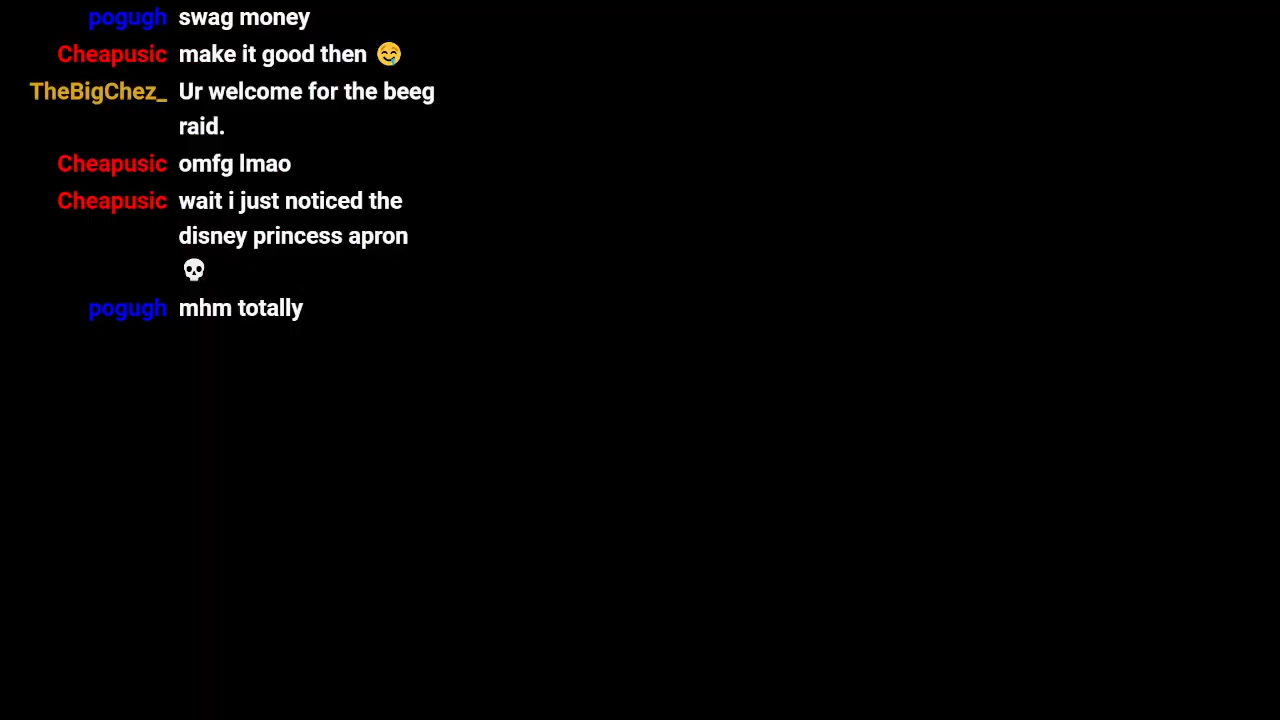 pogugh swag money
Cheapusic make it good then 🤤
TheBigChez_ Ur welcome for the beeg
raid.
Cheapusic omfg lmao
Cheapusic wait i just noticed the
disney princess apron
💀
pogugh mhm totally